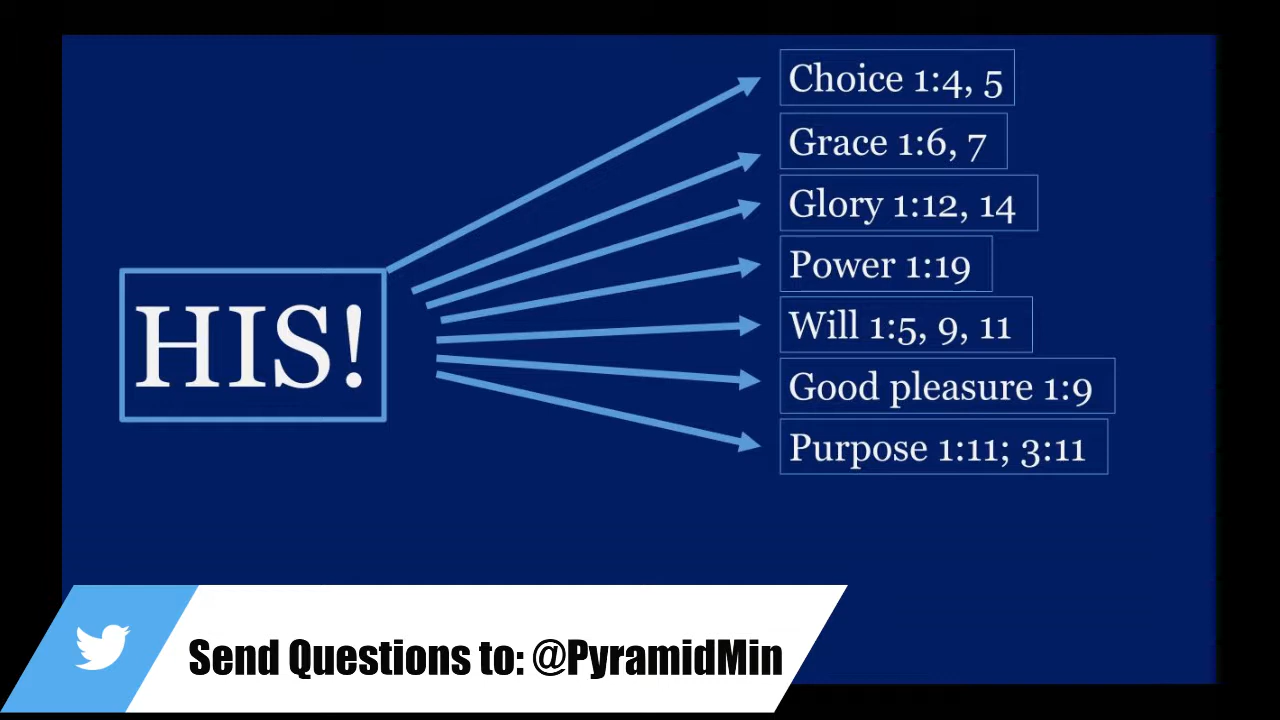 HIS!
Choice 1:4, 5
Grace 1:6, 7
Glory 1:12, 14
Power 1:19
Will 1:5, 9, 11
Good pleasure 1:9
Purpose 1:11; 3:11
Send Questions to: @PyramidMin